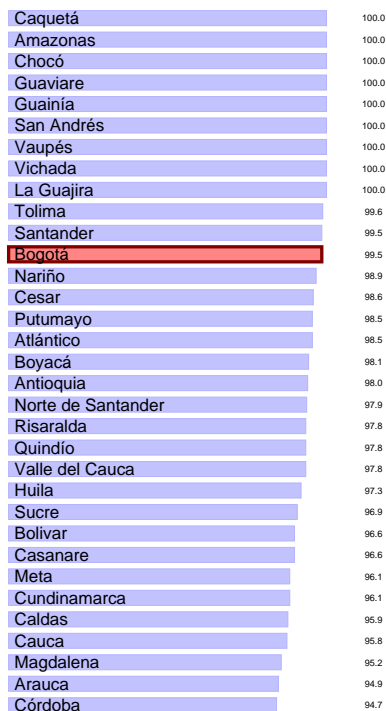 Caquetá 100.0
Amazonas 100.0
Chocó 100.0
Guaviare 100.0
Guainía 100.0
San Andrés 100.0
Vaupés 100.0
Vichada 100.0
La Guajira 100.0
Tolima 99.6
Santander 99.5
Bogotá 99.5
Nariño 98.9
Cesar 98.6
Putumayo 98.5
Atlántico 98.5
Boyacá 98.1
Antioquia 98.0
Norte de Santander 97.9
Risaralda 97.8
Quindío 97.8
Valle del Cauca 97.8
Huila 97.3
Sucre 96.9
Bolivar 96.6
Casanare 96.6
Meta 96.1
Cundinamarca 96.1
Caldas 95.9
Cauca 95.8
Magdalena 95.2
Arauca 94.9
Córdoba 94.7